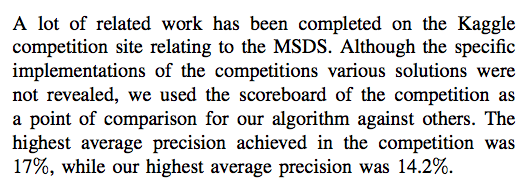 A lot of related work has been completed on the Kaggle
competition site relating to the MSDS. Although the specific
implementations of the competitions various solutions were
not revealed, we used the scoreboard of the competition as
a point of comparison for our algorithm against others. The
highest average precision achieved in the competition was
17%, while our highest average precision was 14.2%.